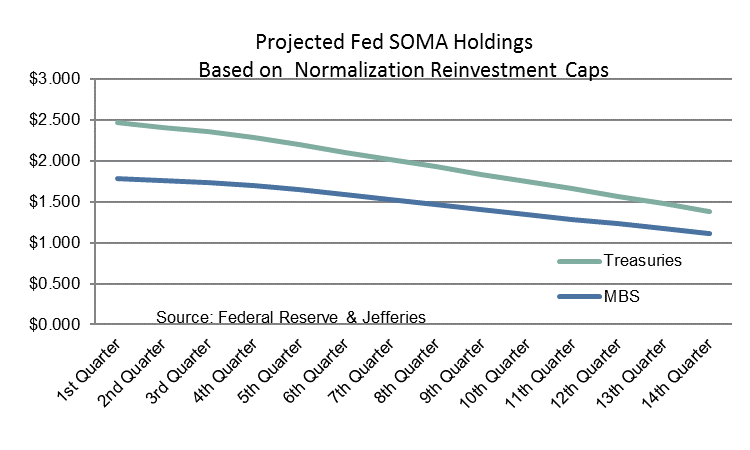 Projected Fed SOMA Holdings
Based on Normalization Reinvestment Caps
$3.000
$2.500
$2.000
$1.500
$1.000
$0.500
$0.000
Treasuries
MBS
Source: Federal Reserve & Jefferies
1st Quarter
2nd Quarter
3rd Quarter
4th Quarter
5th Quarter
6th Quarter
7th Quarter
8th Quarter
9th Quarter
10th Quarter
11th Quarter
12th Quarter
13th Quarter
14th Quarter